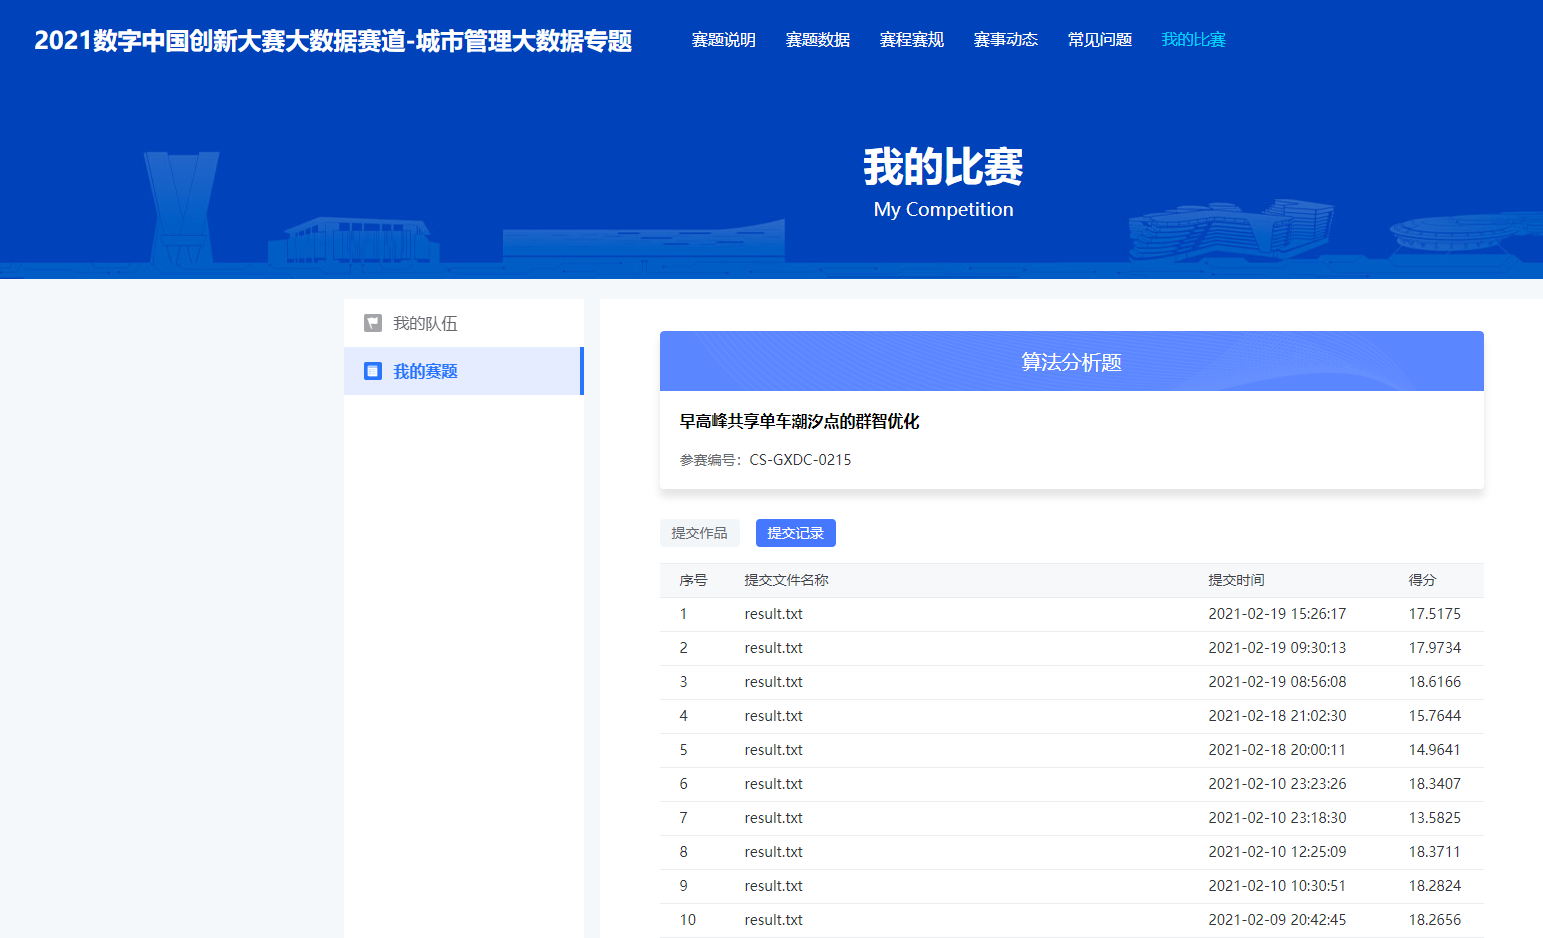 2021数字中国创新大赛大数据赛道-城市管理大数据专题 赛题说明 赛题数据 赛程赛规 赛事动态 常见问题 我的比赛
我的比赛
My Competition
我的队伍
我的赛题
算法分析题
早高峰共享单车潮汐点的群智优化
参赛编号：CS-GXDC-0215
提交作品 提交记录
序号 提交文件名称 提交时间 得分
1 result.txt 2021-02-19 15:26:17 17.5175
2 result.txt 2021-02-19 09:30:13 17.9734
3 result.txt 2021-02-19 08:56:08 18.6166
4 result.txt 2021-02-18 21:02:30 15.7644
5 result.txt 2021-02-18 20:00:11 14.9641
6 result.txt 2021-02-10 23:23:26 18.3407
7 result.txt 2021-02-10 23:18:30 13.5825
8 result.txt 2021-02-10 12:25:09 18.3711
9 result.txt 2021-02-10 10:30:51 18.2824
10 result.txt 2021-02-09 20:42:45 18.2656